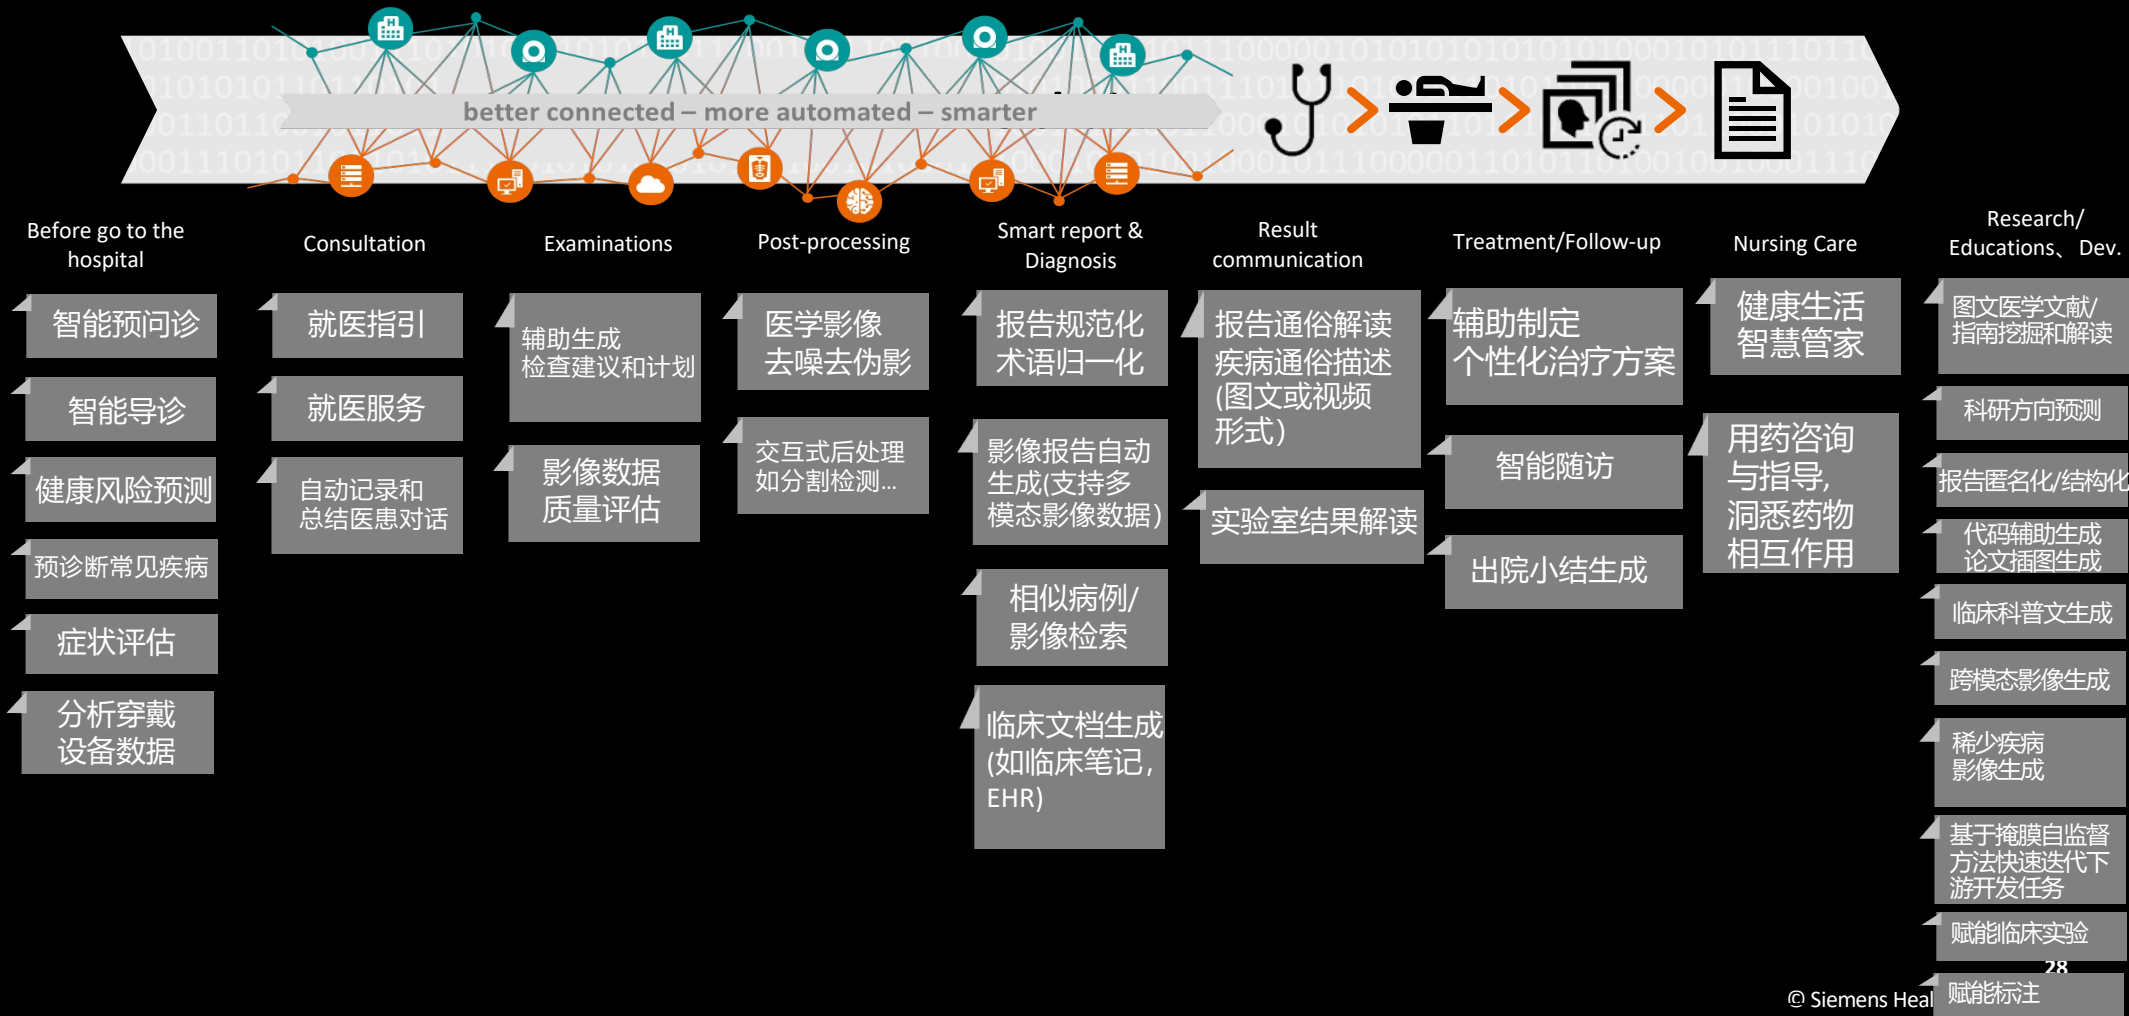 better connected – more automated – smarter
Before go to the
hospital
智能预问诊
智能导诊
健康风险预测
预诊断常见疾病
症状评估
分析穿戴
设备数据
Consultation
就医指引
就医服务
自动记录和
总结医患对话
Examinations
辅助生成
检查建议和计划
影像数据
质量评估
Post-processing
医学影像
去噪去伪影
交互式后处理
如分割检测...
Smart report &
Diagnosis
报告规范化
术语归一化
影像报告自动
生成(支持多
模态影像数据）
相似病例/
影像检索
临床文档生成
(如临床笔记，
EHR)
Result
communication
报告通俗解读
疾病通俗描述
(图文或视频
形式）
实验室结果解读
Treatment/Follow-up
辅助制定
个性化治疗方案
智能随访
出院小结生成
Nursing Care
健康生活
智慧管家
用药咨询
与指导,
洞悉药物
相互作用
Research/
Educations、Dev.
图文医学文献/
指南挖掘和解读
科研方向预测
报告匿名化/结构化
代码辅助生成
论文插图生成
临床科普文生成
跨模态影像生成
稀少疾病
影像生成
基于掩膜自监督
方法快速迭代下
游开发任务
赋能临床实验
赋能标注
28
© Siemens Heal